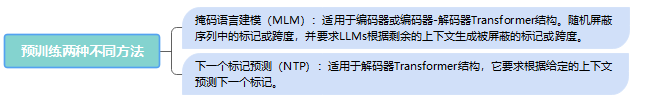 预训练两种不同方法
掩码语言建模（MLM）：适用于编码器或编码器-解码器Transformer结构。随机屏蔽
序列中的标记或跨度，并要求LLMs根据剩余的上下文生成被屏蔽的标记或跨度。
下一个标记预测（NTP）：适用于解码器Transformer结构，它要求根据给定的上下文
预测下一个标记。